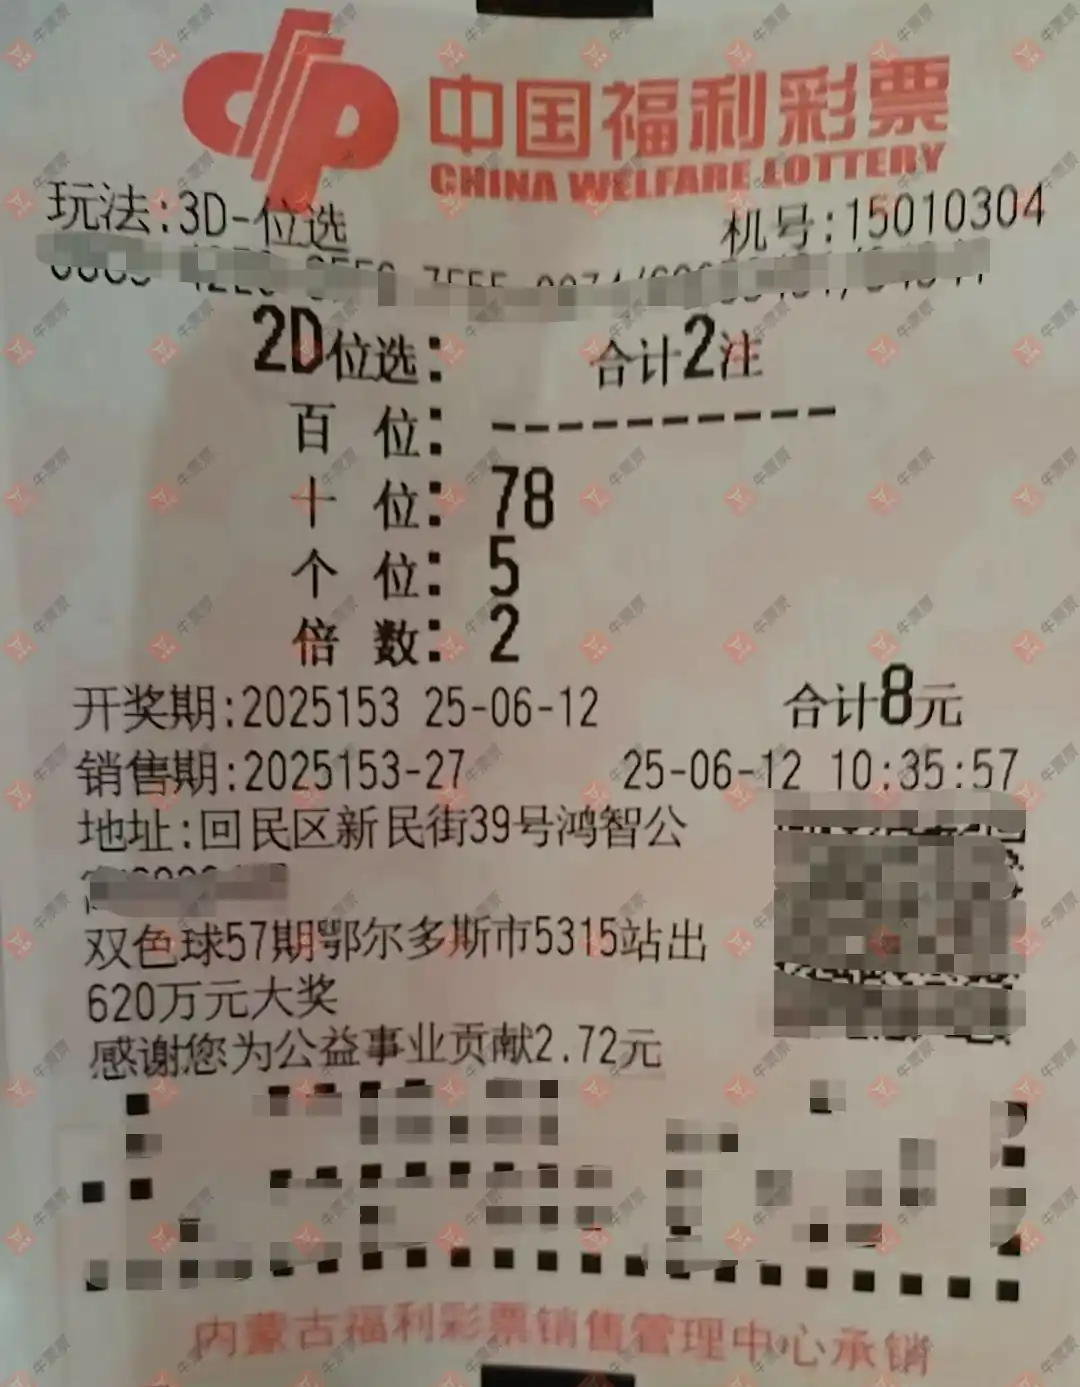 中国福利彩票
CHINA WELFARE LOTTERY
玩法:3D-位选 机号:15010304
2D位选: 合计2注
百 位: -----------
十 位: 78
个 位: 5
倍 数: 2
开奖期:2025153 25-06-12 合计8元
销售期:2025153-27 25-06-12 10:35:57
地址:回民区新民街39号鸿智公
双色球57期鄂尔多斯市5315站出
620万元大奖
感谢您为公益事业贡献2.72元
内蒙古福利彩票销售管理中心承销